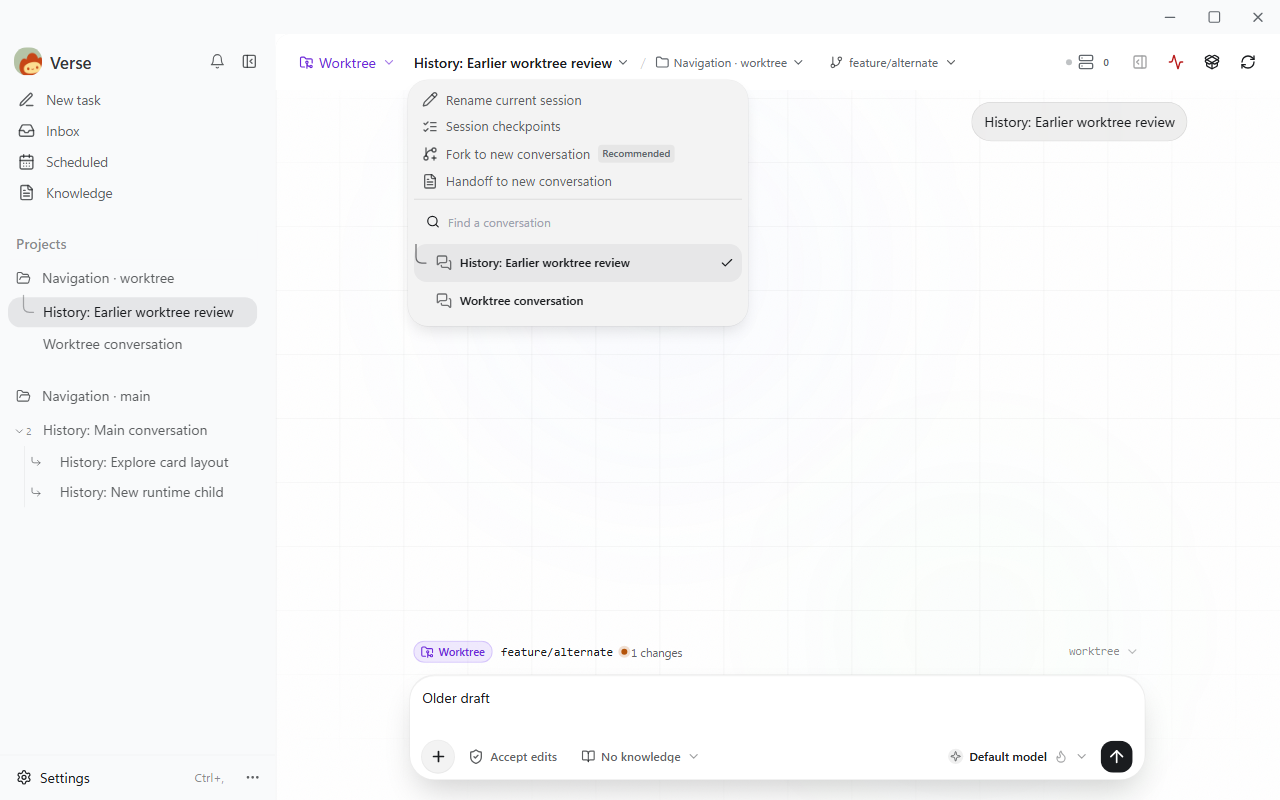 Verse
New task
Inbox
Scheduled
Knowledge
Projects
Navigation · worktree
History: Earlier worktree review
Worktree conversation
Navigation · main
2 History: Main conversation
History: Explore card layout
History: New runtime child
Settings Ctrl+,
Worktree History: Earlier worktree review / Navigation · worktree feature/alternate 0
Rename current session
Session checkpoints
Fork to new conversation Recommended
Handoff to new conversation
Find a conversation
History: Earlier worktree review
Worktree conversation
History: Earlier worktree review
Worktree feature/alternate 1 changes worktree
Older draft
Accept edits No knowledge Default model